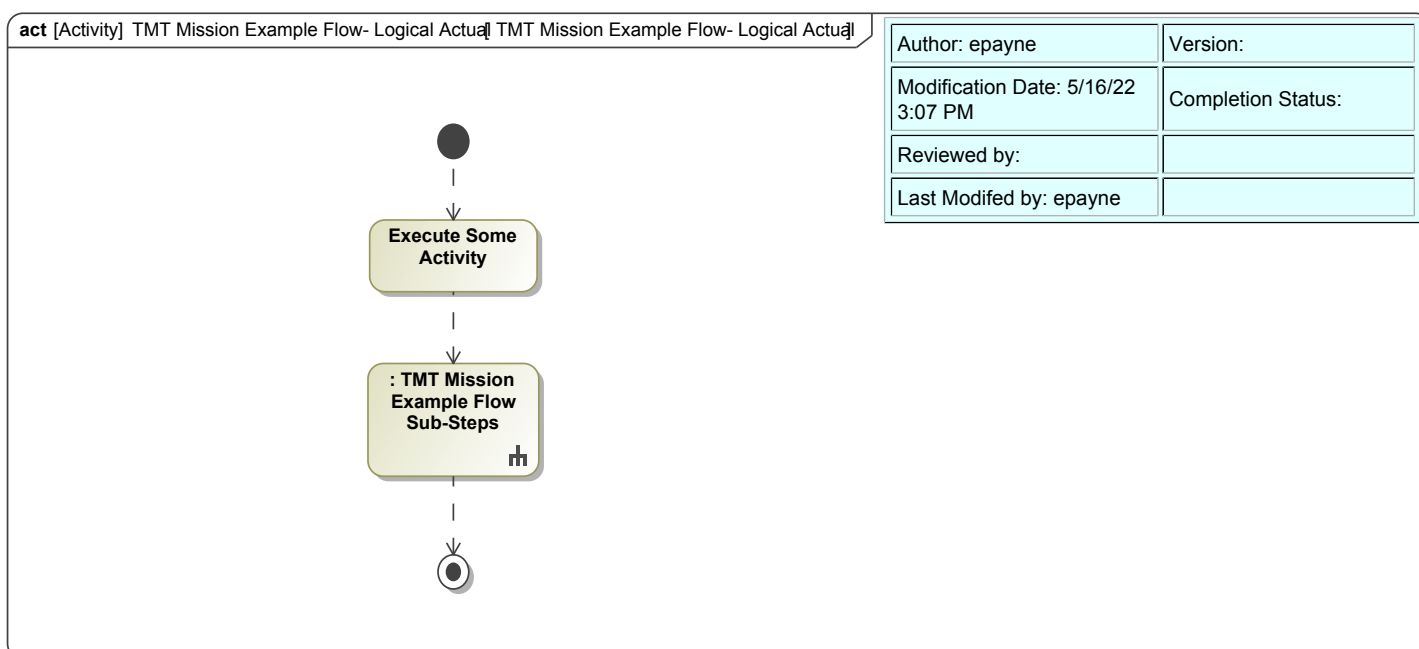 act [Activity] TMT Mission Example Flow- Logical Actual[ TMT Mission Example Flow- Logical Actual]
Author: epayne
Version:
Modification Date: 5/16/22
3:07 PM
Completion Status:
Reviewed by:
Last Modifed by: epayne
Execute Some
Activity
: TMT Mission
Example Flow
Sub-Steps